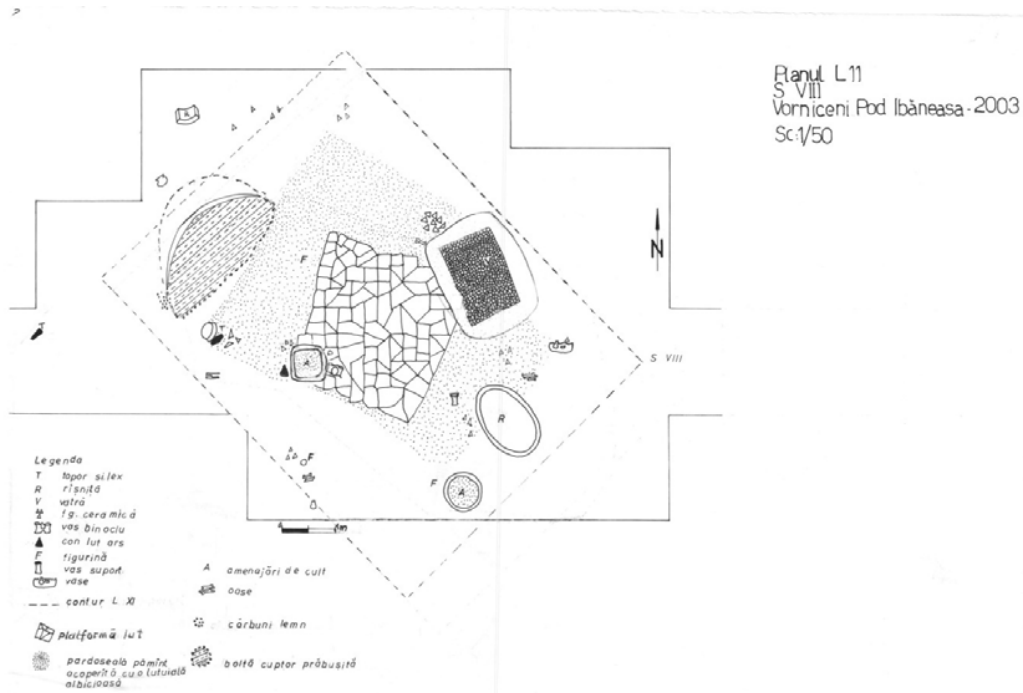 Planul L11
S VIII
Vorniceni Pod Ibăneasa-2003
Sc:1/50
R
N
F
V
T
T
A
S VIII
R
F
F
A
Legenda
T topor silex
R rîșniță
V vatră
fg. ceramică
vas binoclu
con lut ars
F figurină
vas suport
vase
contur L XI
platformă lut
pardoseală pămînt
acoperită cu o lutuială
albicioasă
A amenajări de cult
oase
cărbuni lemn
boltă cuptor prăbușită